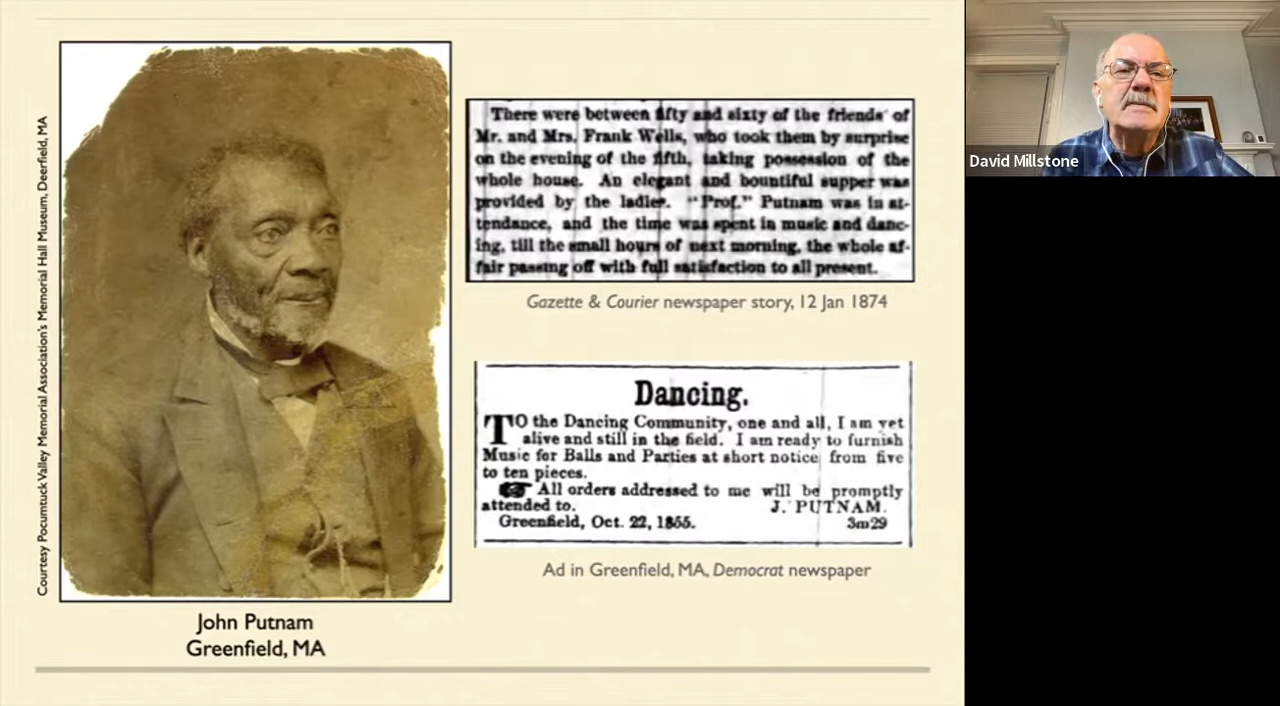 Courtesy Pocumtuck Valley Memorial Association's Memorial Hall Museum, Deerfield, MA
John Putnam
Greenfield, MA
There were between fifty and sixty of the friends of
Mr. and Mrs. Frank Wells, who took them by surprise
on the evening of the fifth, taking possession of the
whole house. An elegant and bountiful supper was
provided by the ladies. "Prof." Putnam was in at-
tendance, and the time was spent in music and danc-
ing, till the small hours of next morning, the whole af-
fair passing off with full satisfaction to all present.
Gazette & Courier newspaper story, 12 Jan 1874
Dancing.
TO the Dancing Community, one and all, I am yet
alive and still in the field. I am ready to furnish
Music for Balls and Parties at short notice from five
to ten pieces.
☞ All orders addressed to me will be promptly
attended to. J. PUTNAM.
Greenfield, Oct. 22, 1855. 3m29
Ad in Greenfield, MA, Democrat newspaper
David Millstone